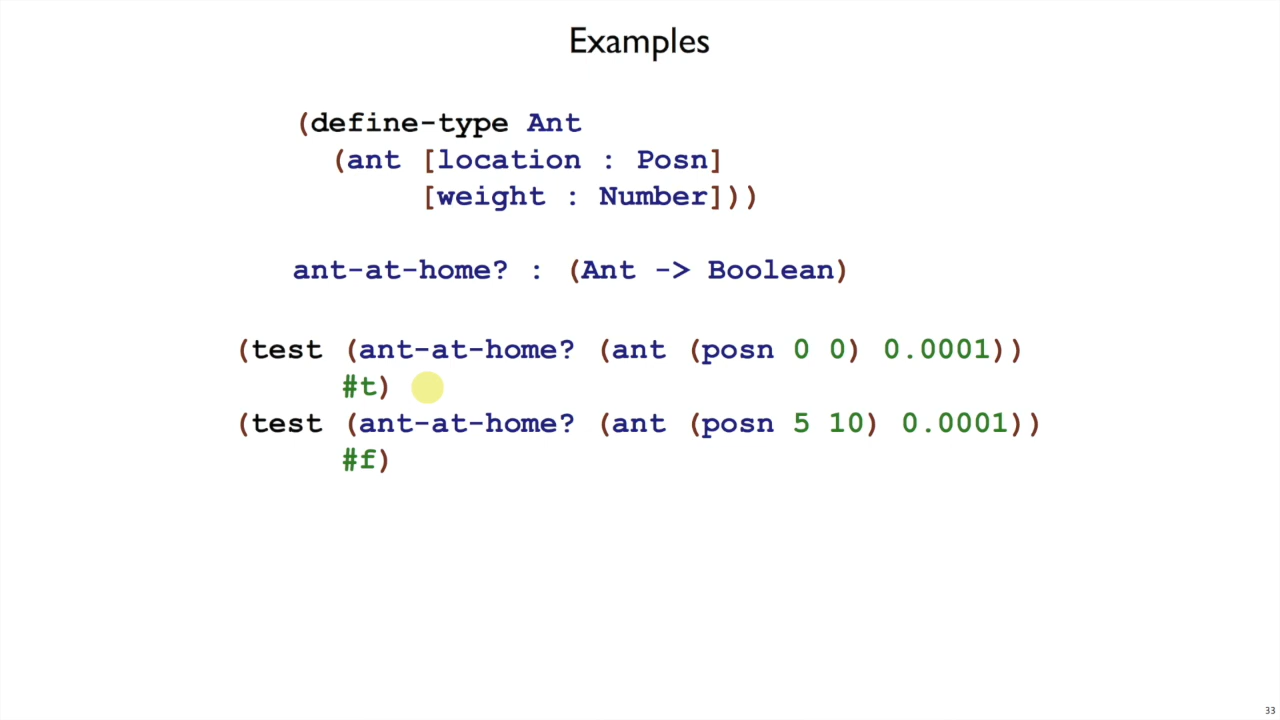 Examples
(define-type Ant
(ant [location : Posn]
[weight : Number]))
ant-at-home? : (Ant -> Boolean)
(test (ant-at-home? (ant (posn 0 0) 0.0001))
#t)
(test (ant-at-home? (ant (posn 5 10) 0.0001))
#f)
33